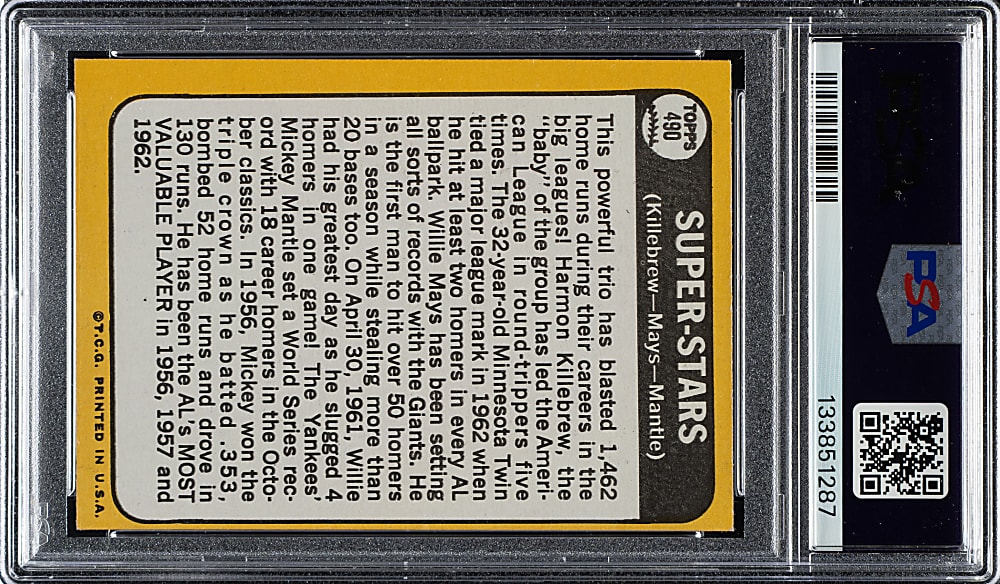 PSA
133851287
TOPPS
490
SUPER-STARS
(Killebrew—Mays—Mantle)
This powerful trio has blasted 1,462
home runs during their careers in the
big leagues! Harmon Killebrew, the
"baby" of the group has led the Ameri-
can League in round-trippers five
times. The 32-year-old Minnesota Twin
tied a major league mark in 1962 when
he hit at least two homers in every AL
ballpark. Willie Mays has been setting
all sorts of records with the Giants. He
is the first man to hit over 50 homers
in a season while stealing more than
20 bases too. On April 30, 1961, Willie
had his greatest day as he slugged 4
homers in one game! The Yankees'
Mickey Mantle set a World Series rec-
ord with 18 career homers in the Octo-
ber classics. In 1956, Mickey won the
triple crown as he batted .353,
bombed 52 home runs and drove in
130 runs. He has been the AL's MOST
VALUABLE PLAYER in 1956, 1957 and
1962.
©T.C.G. PRINTED IN U.S.A.